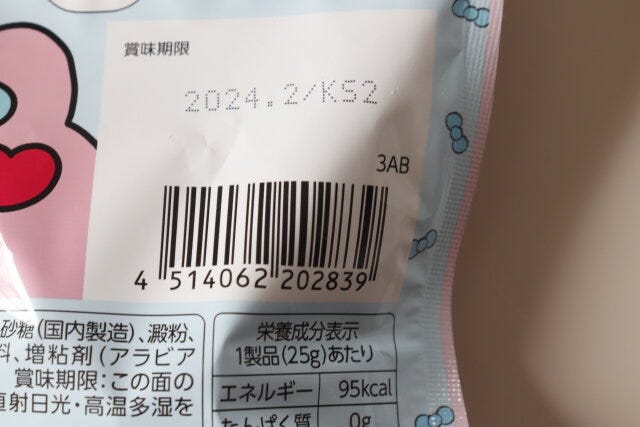 賞味期限
2024.2/KS2
3AB
4 514062 202839
砂糖(国内製造)、澱粉、
料、増粘剤(アラビア
賞味期限:この面の
直射日光・高温多湿を
栄養成分表示
1製品(25g)あたり
エネルギー 95kcal
たんぱく質 0g